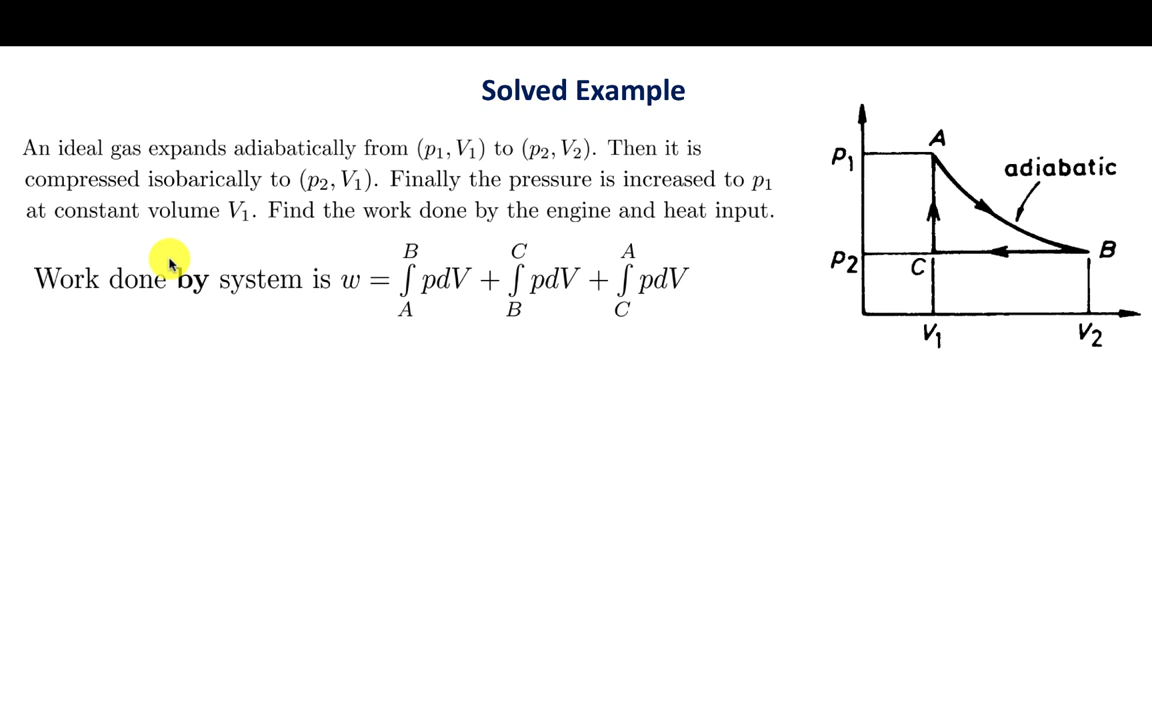 Solved Example
An ideal gas expands adiabatically from (p₁, V₁) to (p₂, V₂). Then it is
compressed isobarically to (p₂, V₁). Finally the pressure is increased to p₁
at constant volume V₁. Find the work done by the engine and heat input.
Work done by system is w = ∫_A^B pdV + ∫_B^C pdV + ∫_C^A pdV
A
P₁
adiabatic
B
P₂
C
V₁
V₂